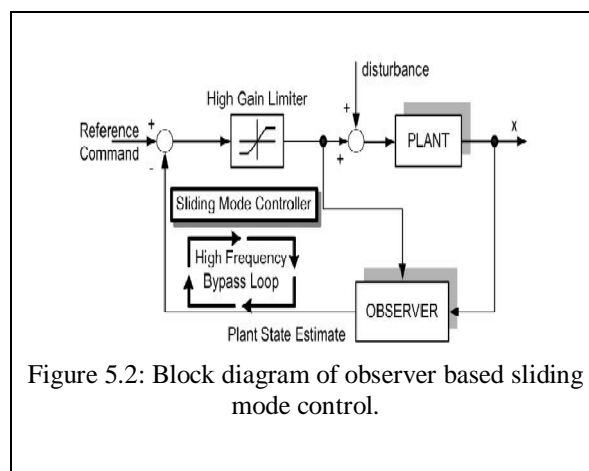 disturbance
High Gain Limiter
+
Reference
Command
+
-
+
PLANT
x
Sliding Mode Controller
High Frequency
Bypass Loop
OBSERVER
Plant State Estimate
Figure 5.2: Block diagram of observer based sliding
mode control.